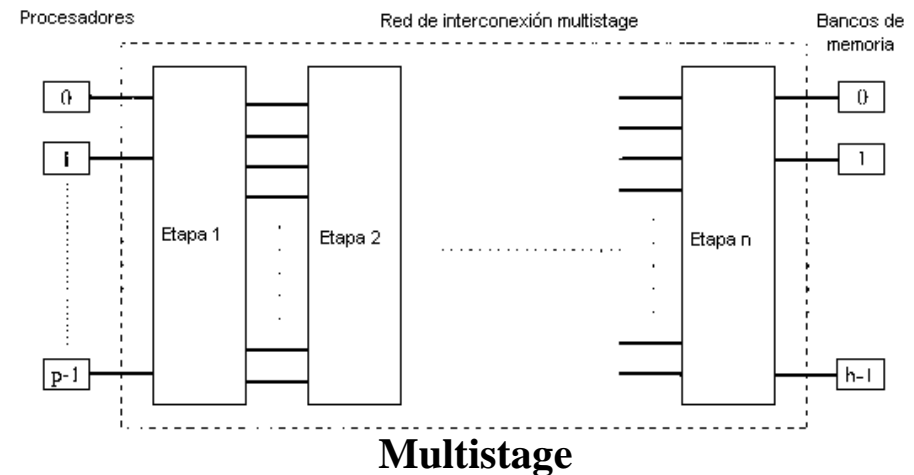 Procesadores
Red de interconexión multistage
Bancos de memoria
0
i
p-1
Etapa 1
Etapa 2
Etapa n
0
1
h-1
Multistage